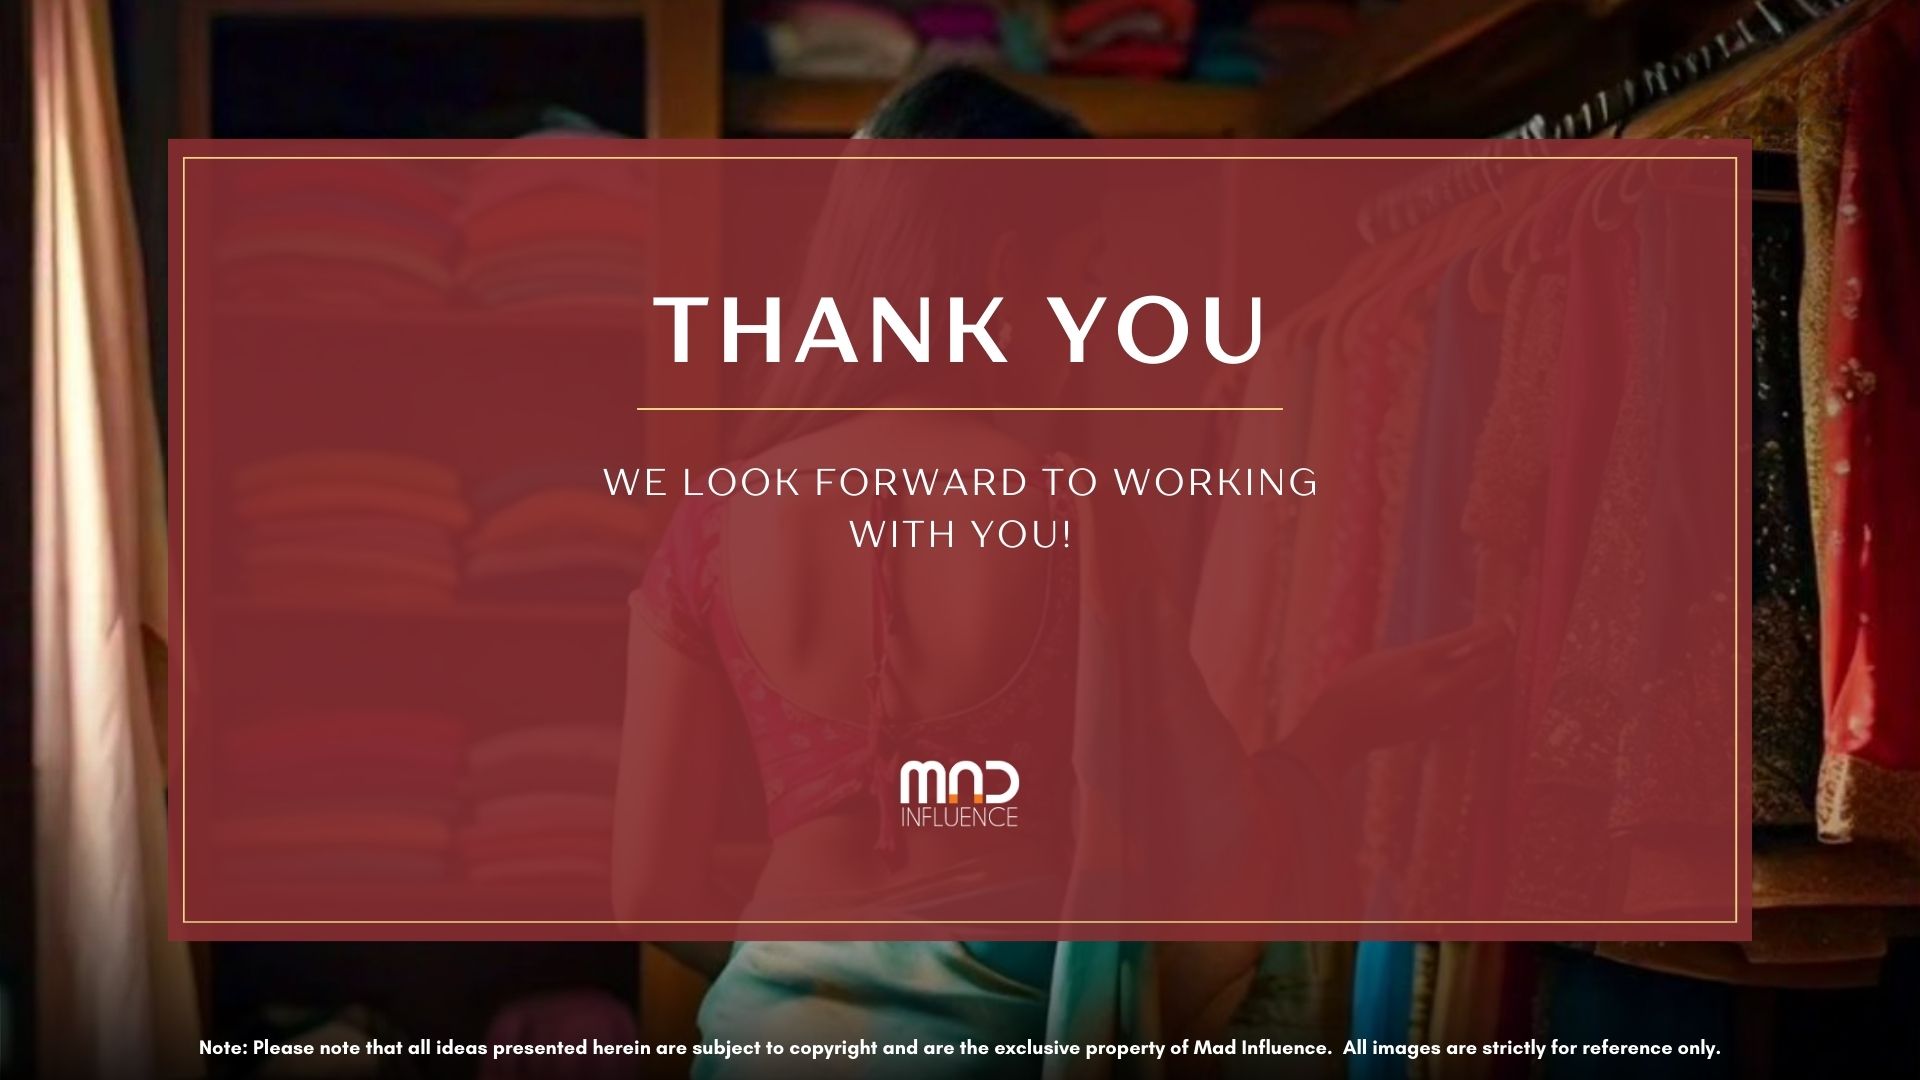 THANK YOU
WE LOOK FORWARD TO WORKING
WITH YOU!
MAD
INFLUENCE
Note: Please note that all ideas presented herein are subject to copyright and are the exclusive property of Mad Influence.  All images are strictly for reference only.